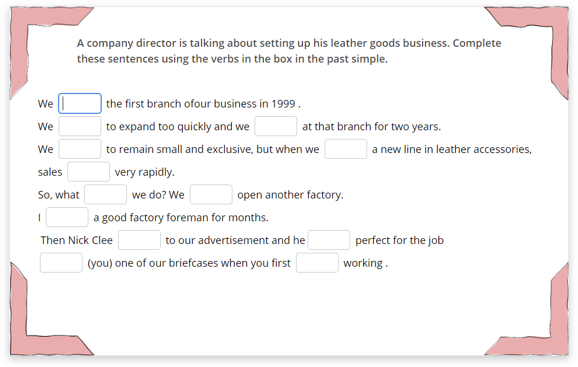 A company director is talking about setting up his leather goods business. Complete
these sentences using the verbs in the box in the past simple.
We the first branch ofour business in 1999 .
We to expand too quickly and we at that branch for two years.
We to remain small and exclusive, but when we a new line in leather accessories,
sales very rapidly.
So, what we do? We open another factory.
I a good factory foreman for months.
Then Nick Clee to our advertisement and he perfect for the job
(you) one of our briefcases when you first working .